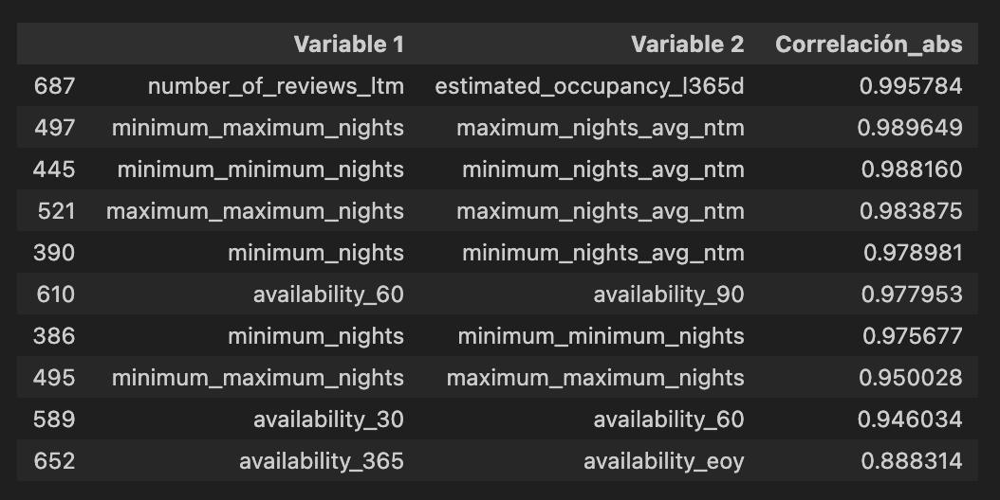 Variable 1 Variable 2 Correlación_abs
687 number_of_reviews_ltm estimated_occupancy_l365d 0.995784
497 minimum_maximum_nights maximum_nights_avg_ntm 0.989649
445 minimum_minimum_nights minimum_nights_avg_ntm 0.988160
521 maximum_maximum_nights maximum_nights_avg_ntm 0.983875
390 minimum_nights minimum_nights_avg_ntm 0.978981
610 availability_60 availability_90 0.977953
386 minimum_nights minimum_minimum_nights 0.975677
495 minimum_maximum_nights maximum_maximum_nights 0.950028
589 availability_30 availability_60 0.946034
652 availability_365 availability_eoy 0.888314